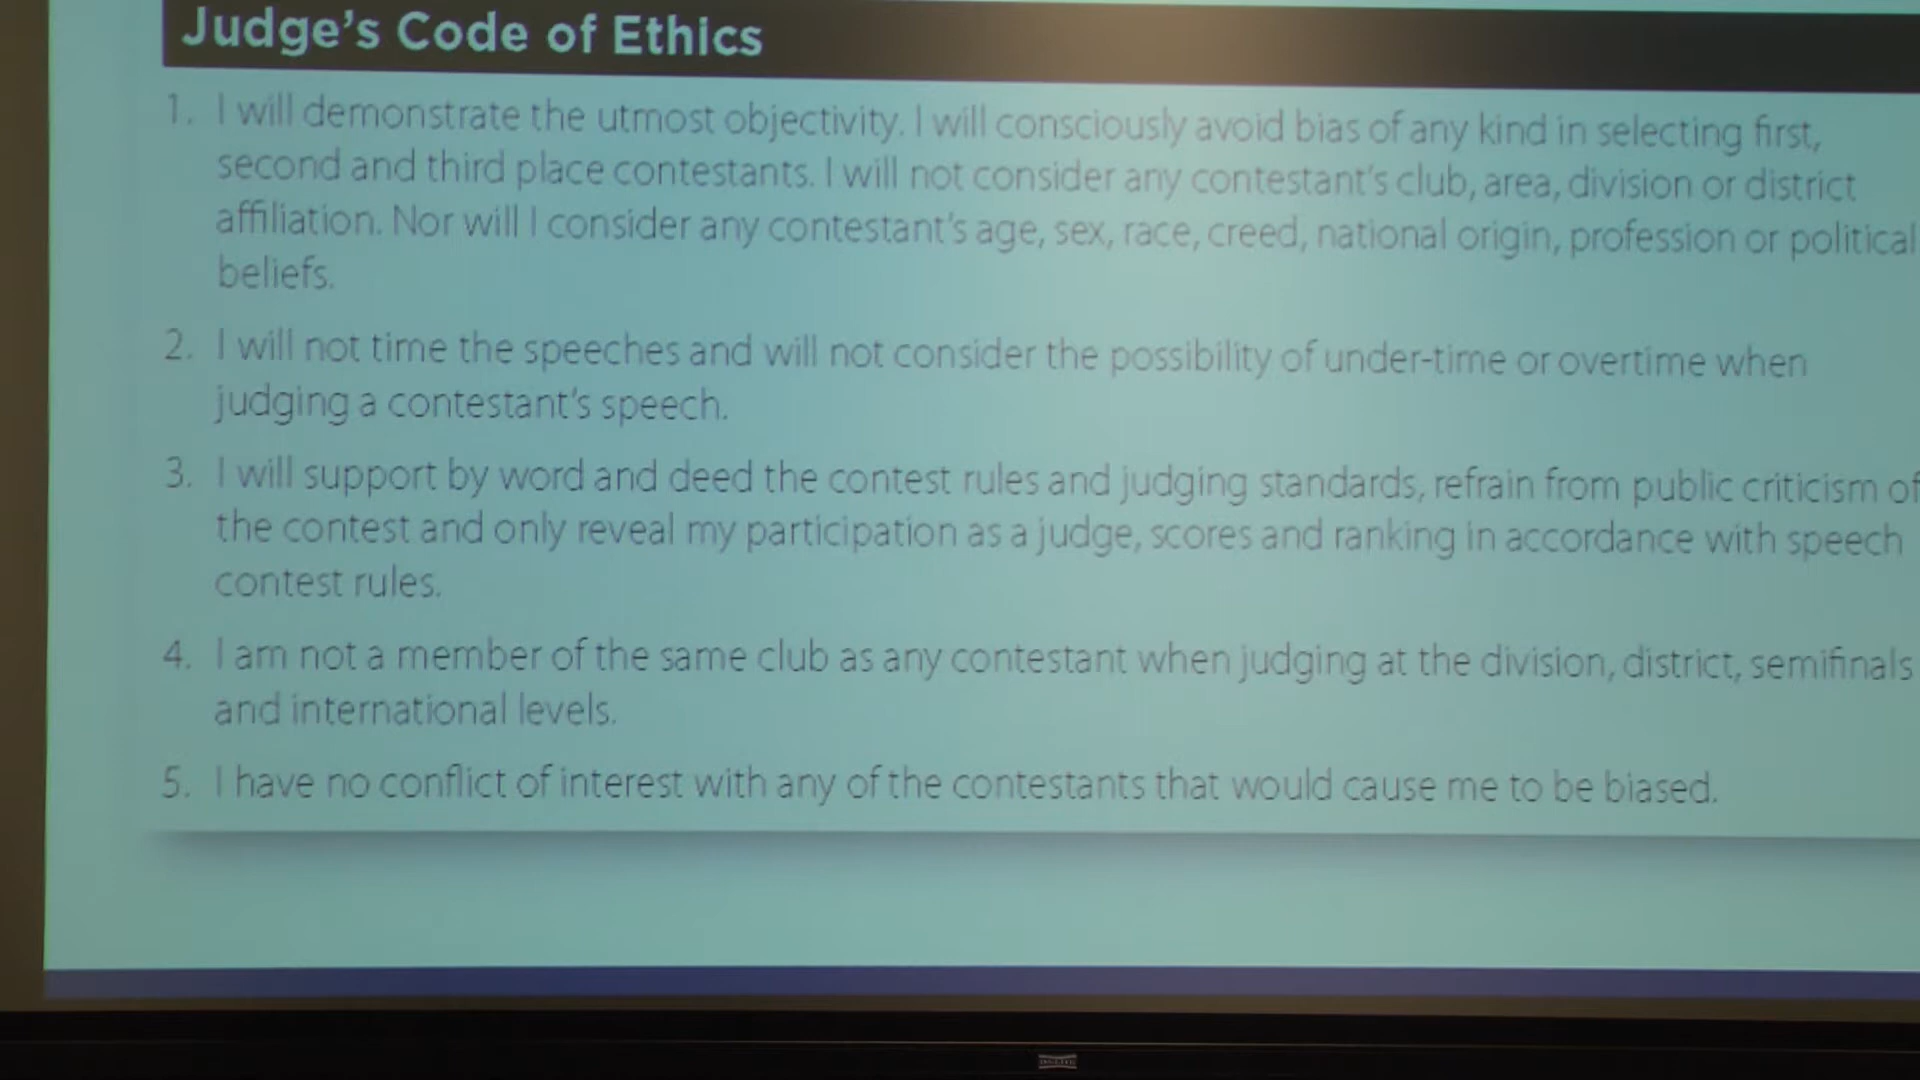 Judge's Code of Ethics
1. I will demonstrate the utmost objectivity. I will consciously avoid bias of any kind in selecting first,
second and third place contestants. I will not consider any contestant's club, area, division or district
affiliation. Nor will I consider any contestant's age, sex, race, creed, national origin, profession or political
beliefs.
2. I will not time the speeches and will not consider the possibility of under-time or overtime when
judging a contestant's speech.
3. I will support by word and deed the contest rules and judging standards, refrain from public criticism of
the contest and only reveal my participation as a judge, scores and ranking in accordance with speech
contest rules.
4. I am not a member of the same club as any contestant when judging at the division, district, semifinals
and international levels.
5. I have no conflict of interest with any of the contestants that would cause me to be biased.